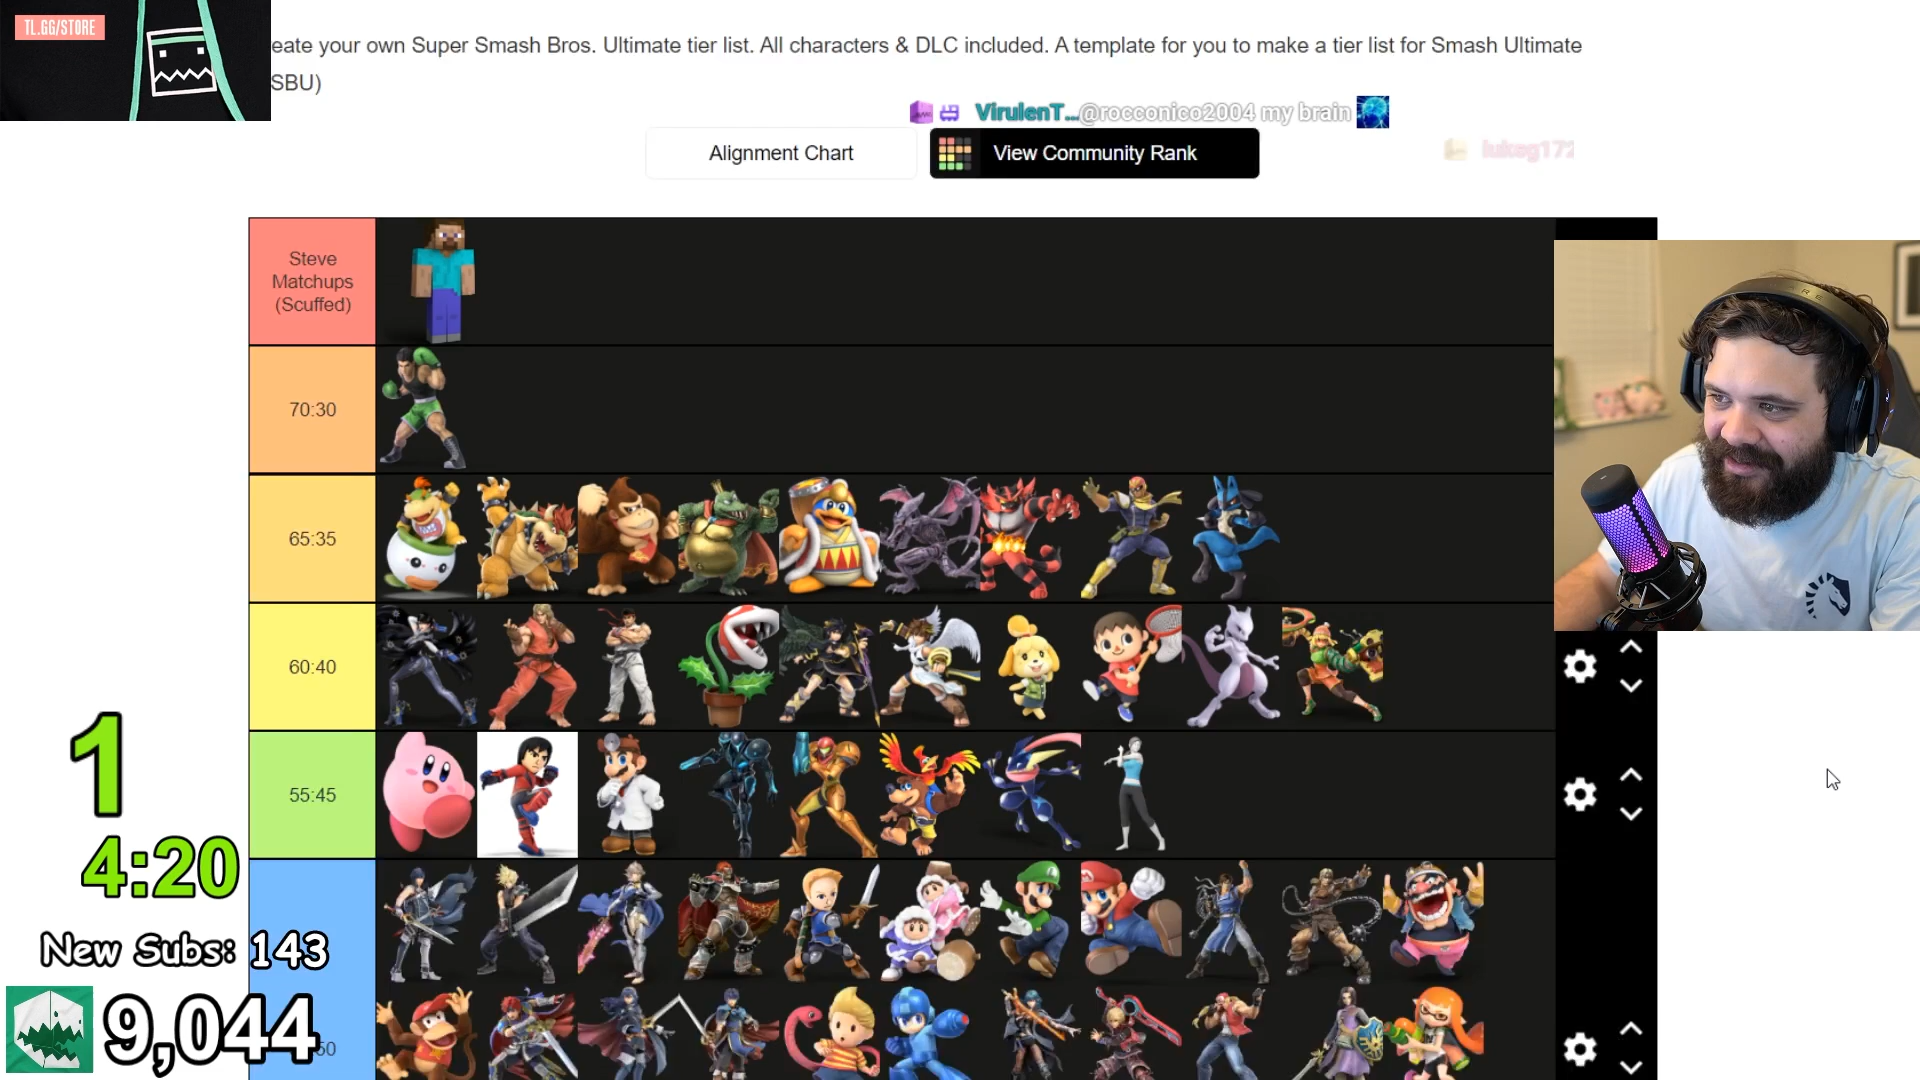 TL.GG/STORE
eate your own Super Smash Bros. Ultimate tier list. All characters & DLC included. A template for you to make a tier list for Smash Ultimate
SBU)
VirulenT...@rocconico2004 my brain
Alignment Chart
View Community Rank
Steve
Matchups
(Scuffed)
70:30
65:35
60:40
55:45
1
4:20
New Subs: 143
9,044